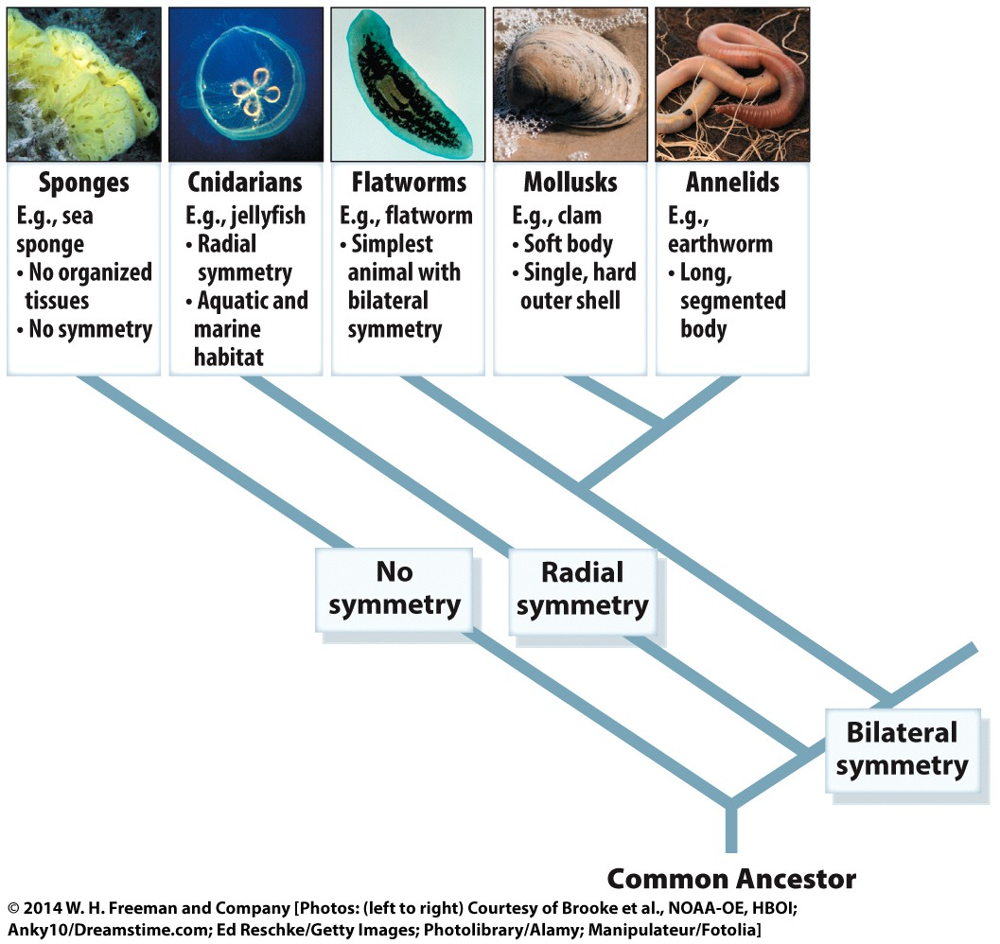 Sponges
E.g., sea
sponge
• No organized
tissues
• No symmetry
Cnidarians
E.g., jellyfish
• Radial
symmetry
• Aquatic and
marine
habitat
Flatworms
E.g., flatworm
• Simplest
animal with
bilateral
symmetry
Mollusks
E.g., clam
• Soft body
• Single, hard
outer shell
Annelids
E.g.,
earthworm
• Long,
segmented
body
No
symmetry
Radial
symmetry
Bilateral
symmetry
Common Ancestor
© 2014 W. H. Freeman and Company [Photos: (left to right) Courtesy of Brooke et al., NOAA-OE, HBOI;
Anky10/Dreamstime.com; Ed Reschke/Getty Images; Photolibrary/Alamy; Manipulateur/Fotolia]